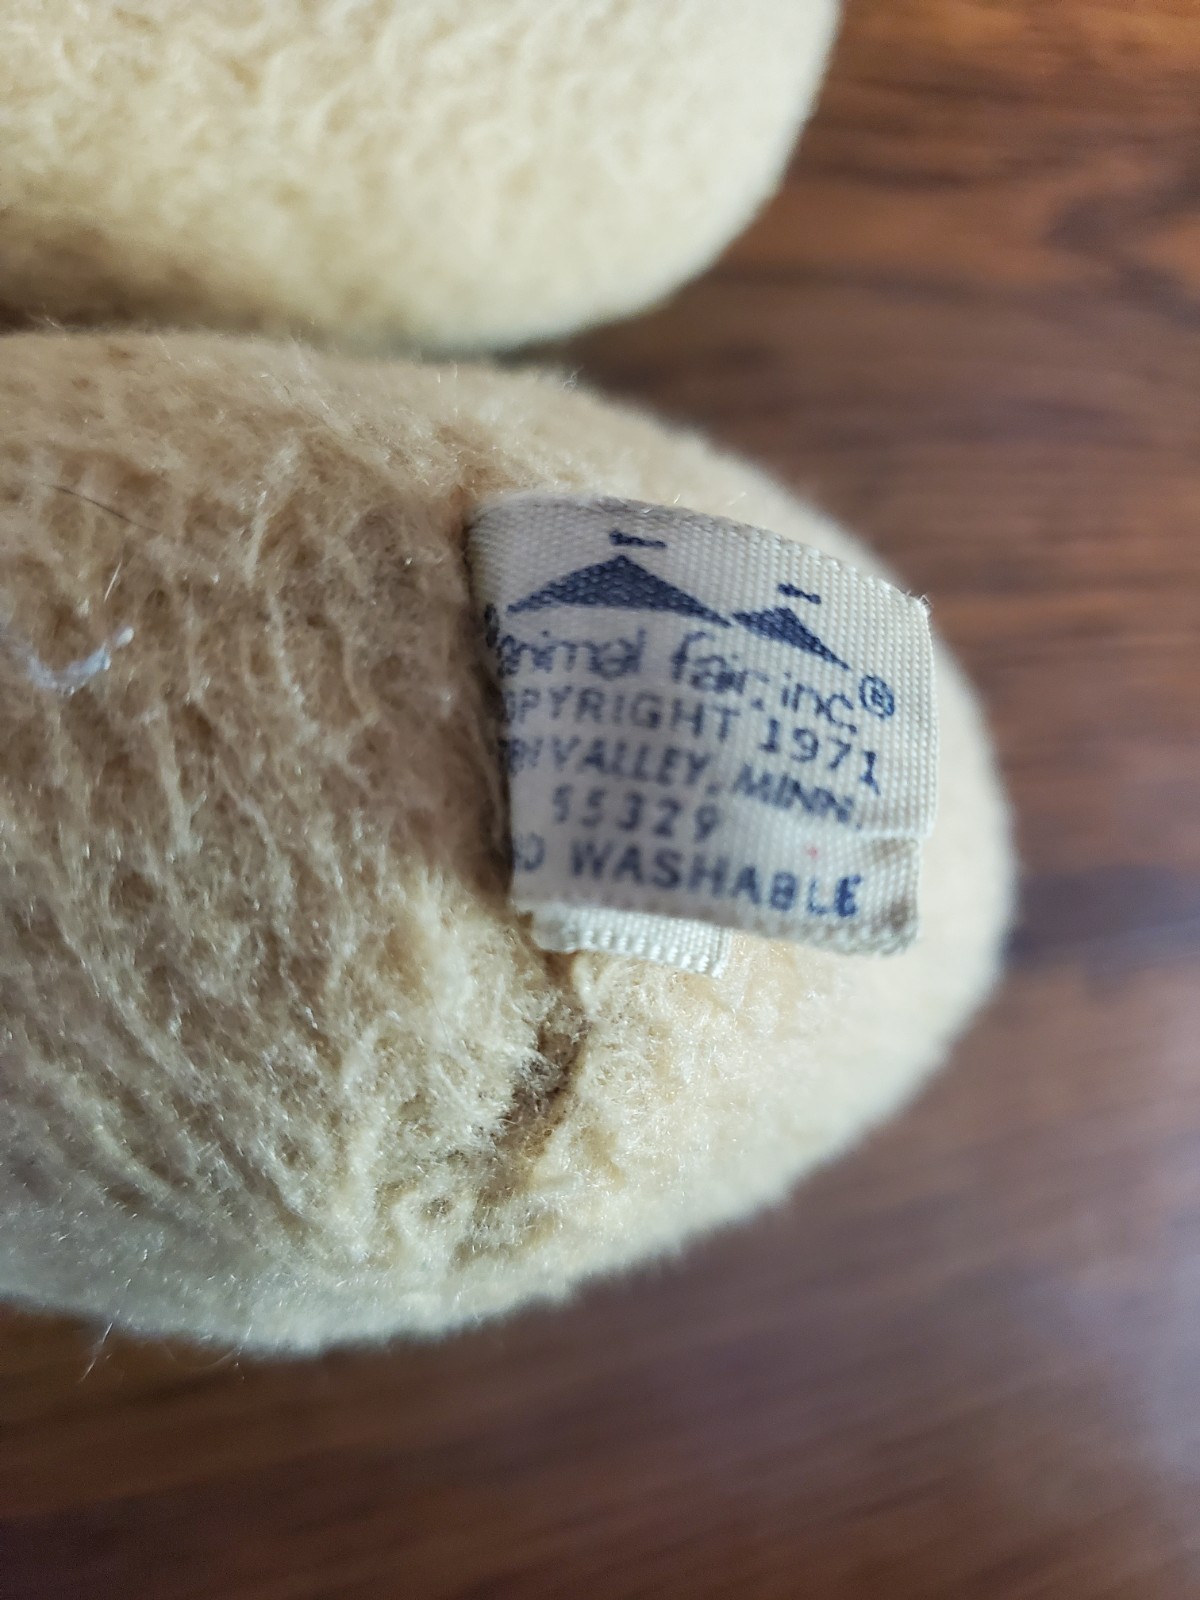 animal fair, inc.®
OPYRIGHT 1971
VALLEY, MINN.
55329
WASHABLE